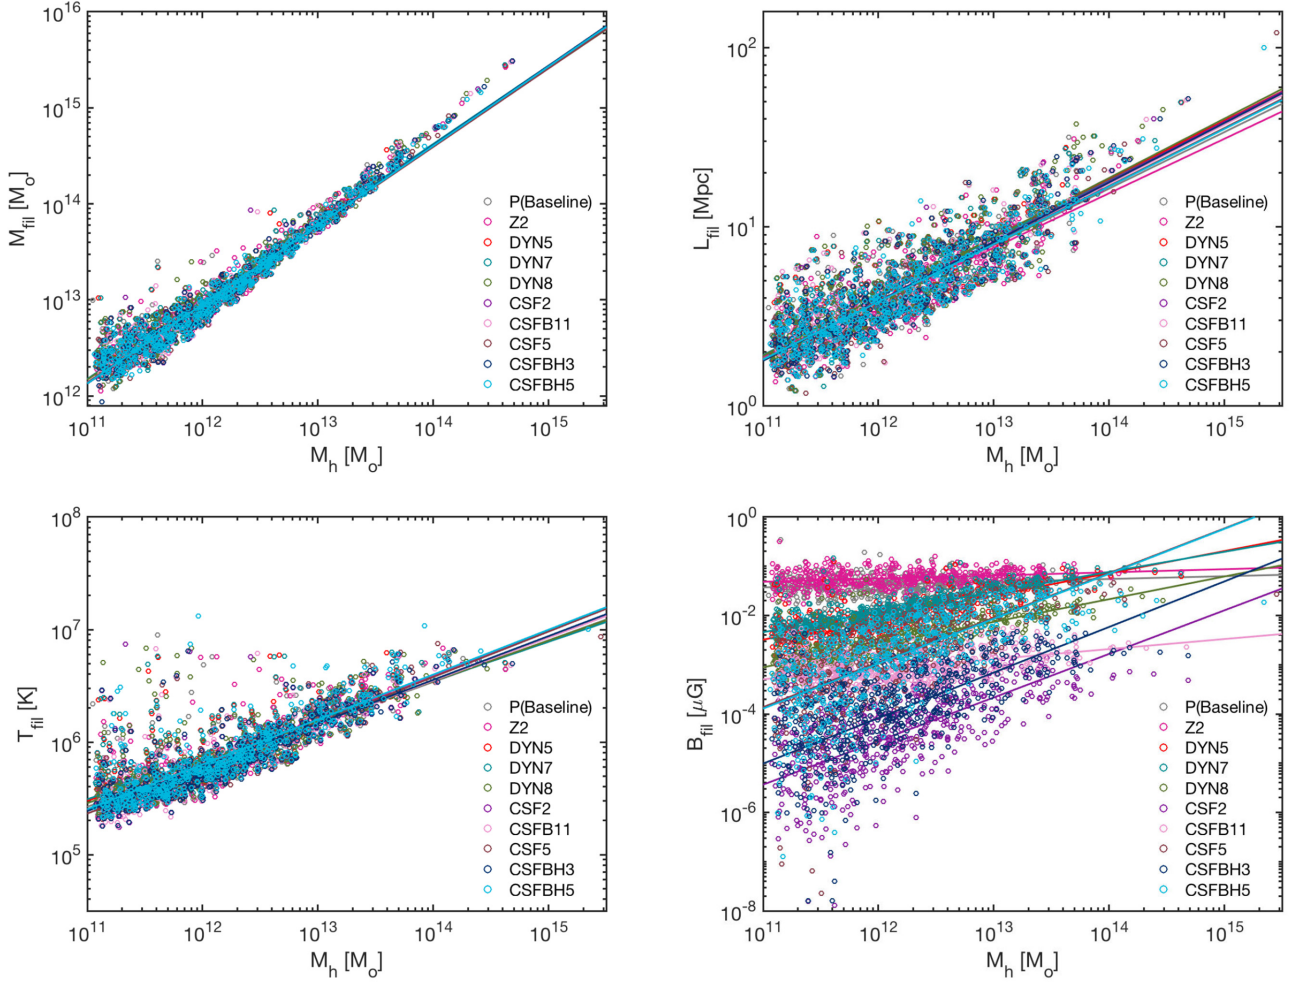 10^16
10^15
10^14
10^13
10^12
M_fil [M_o]
P(Baseline)
Z2
DYN5
DYN7
DYN8
CSF2
CSFB11
CSF5
CSFBH3
CSFBH5
10^11 10^12 10^13 10^14 10^15
M_h [M_o]
10^2
10^1
10^0
L_fil [Mpc]
P(Baseline)
Z2
DYN5
DYN7
DYN8
CSF2
CSFB11
CSF5
CSFBH3
CSFBH5
10^11 10^12 10^13 10^14 10^15
M_h [M_o]
10^8
10^7
10^6
10^5
T_fil [K]
P(Baseline)
Z2
DYN5
DYN7
DYN8
CSF2
CSFB11
CSF5
CSFBH3
CSFBH5
10^11 10^12 10^13 10^14 10^15
M_h [M_o]
10^0
10^-2
10^-4
10^-6
10^-8
B_fil [μG]
P(Baseline)
Z2
DYN5
DYN7
DYN8
CSF2
CSFB11
CSF5
CSFBH3
CSFBH5
10^11 10^12 10^13 10^14 10^15
M_h [M_o]